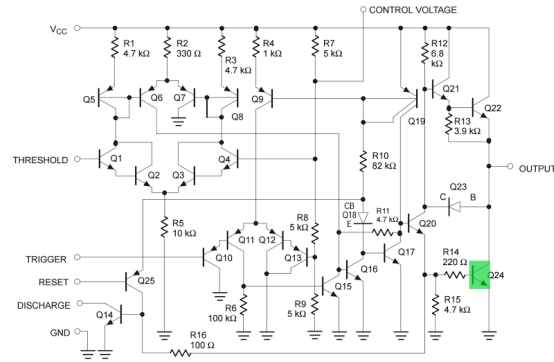 CONTROL VOLTAGE
VCC
R1
4.7 kΩ
R2
330 Ω
R3
4.7 kΩ
R4
1 kΩ
R7
5 kΩ
R12
6.8
kΩ
Q21
Q22
Q5
Q6
Q7
Q8
Q9
Q19
R13
3.9 kΩ
R10
82 kΩ
THRESHOLD
Q1
Q2
Q3
Q4
OUTPUT
Q23
C B
CB
Q18
E
R11
4.7 kΩ
Q20
R5
10 kΩ
R8
5 kΩ
Q11
Q12
Q17
TRIGGER
Q10
Q13
Q16
R14
220 Ω
Q24
RESET
Q25
Q15
DISCHARGE
Q14
R6
100 kΩ
R9
5 kΩ
R15
4.7 kΩ
GND
R16
100 Ω